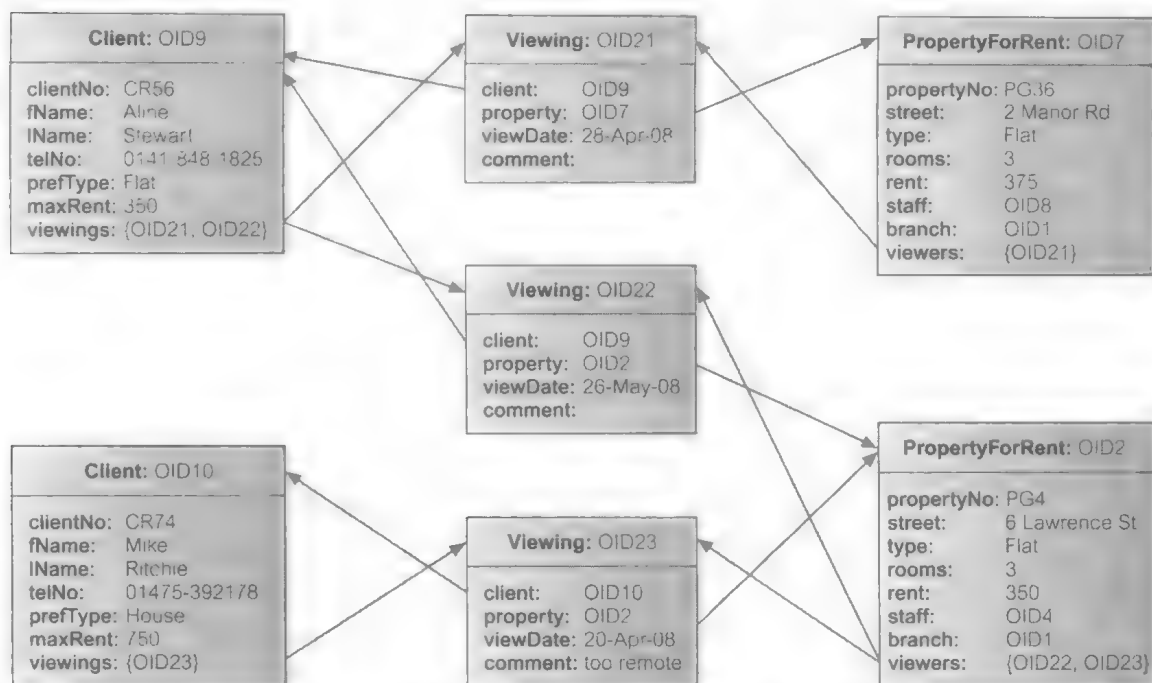 Client: OID9
clientNo: CR56
fName: Aline
lName: Stewart
telNo: 0141-848-1825
prefType: Flat
maxRent: 350
viewings: {OID21, OID22}
Viewing: OID21
client: OID9
property: OID7
viewDate: 28-Apr-08
comment:
PropertyForRent: OID7
propertyNo: PG36
street: 2 Manor Rd
type: Flat
rooms: 3
rent: 375
staff: OID8
branch: OID1
viewers: {OID21}
Viewing: OID22
client: OID9
property: OID2
viewDate: 26-May-08
comment:
Client: OID10
clientNo: CR74
fName: Mike
lName: Ritchie
telNo: 01475-392178
prefType: House
maxRent: 750
viewings: {OID23}
Viewing: OID23
client: OID10
property: OID2
viewDate: 20-Apr-08
comment: too remote
PropertyForRent: OID2
propertyNo: PG4
street: 6 Lawrence St
type: Flat
rooms: 3
rent: 350
staff: OID4
branch: OID1
viewers: {OID22, OID23}